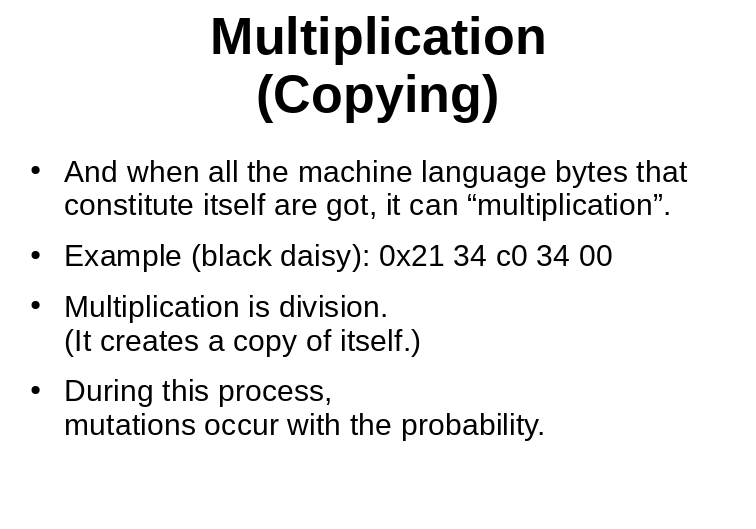 Multiplication
(Copying)
• And when all the machine language bytes that
constitute itself are got, it can “multiplication”.
• Example (black daisy): 0x21 34 c0 34 00
• Multiplication is division.
(It creates a copy of itself.)
• During this process,
mutations occur with the probability.